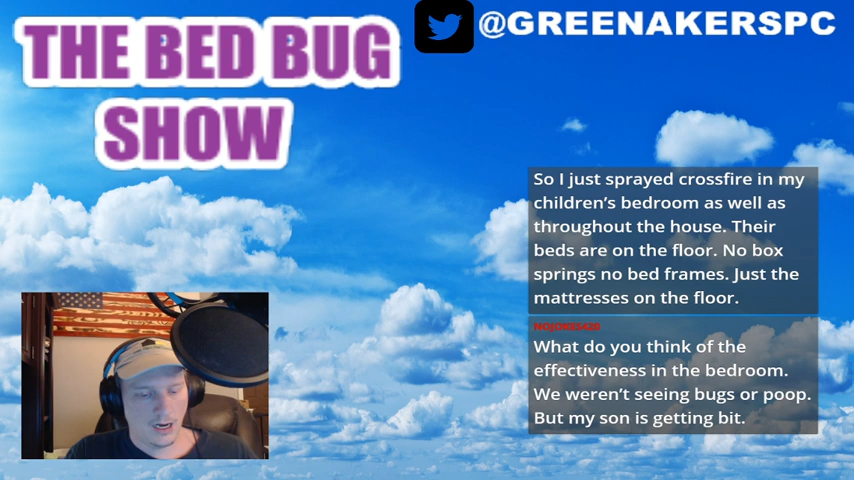 THE BED BUG
SHOW
@GREENAKERSPC
So I just sprayed crossfire in my
children's bedroom as well as
throughout the house. Their
beds are on the floor. No box
springs no bed frames. Just the
mattresses on the floor.
What do you think of the
effectiveness in the bedroom.
We weren't seeing bugs or poop.
But my son is getting bit.